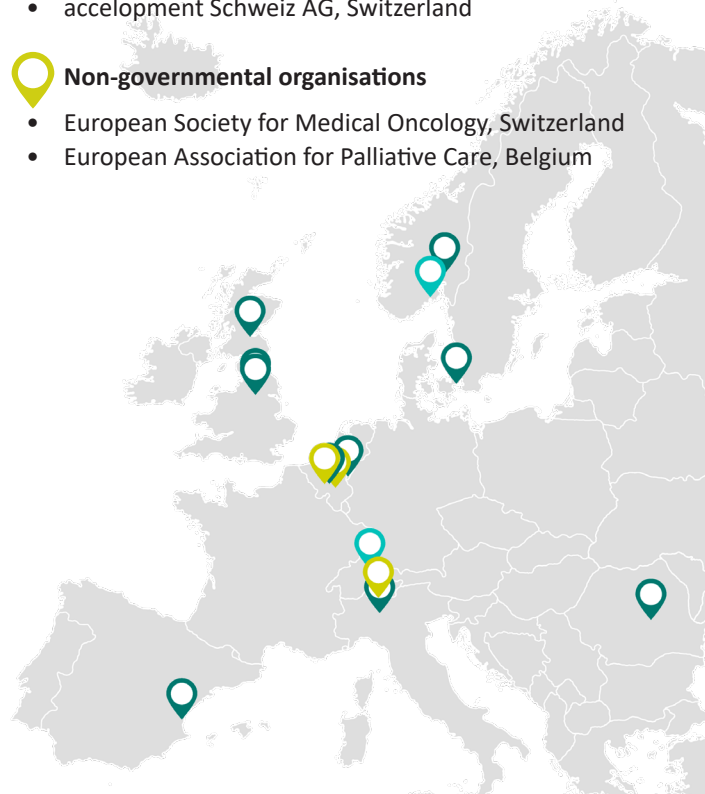 • accelopment Schweiz AG, Switzerland
Non-governmental organisations
• European Society for Medical Oncology, Switzerland
• European Association for Palliative Care, Belgium